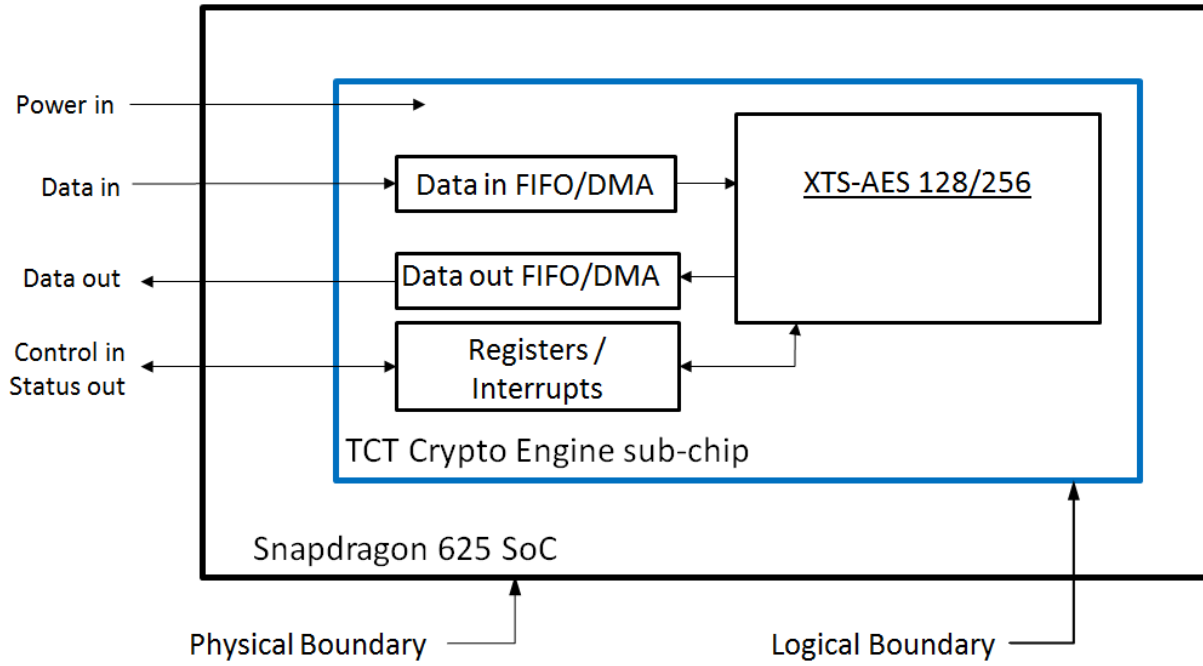 Power in
Data in
Data in FIFO/DMA
XTS-AES 128/256
Data out
Data out FIFO/DMA
Control in
Status out
Registers /
Interrupts
TCT Crypto Engine sub-chip
Snapdragon 625 SoC
Physical Boundary
Logical Boundary